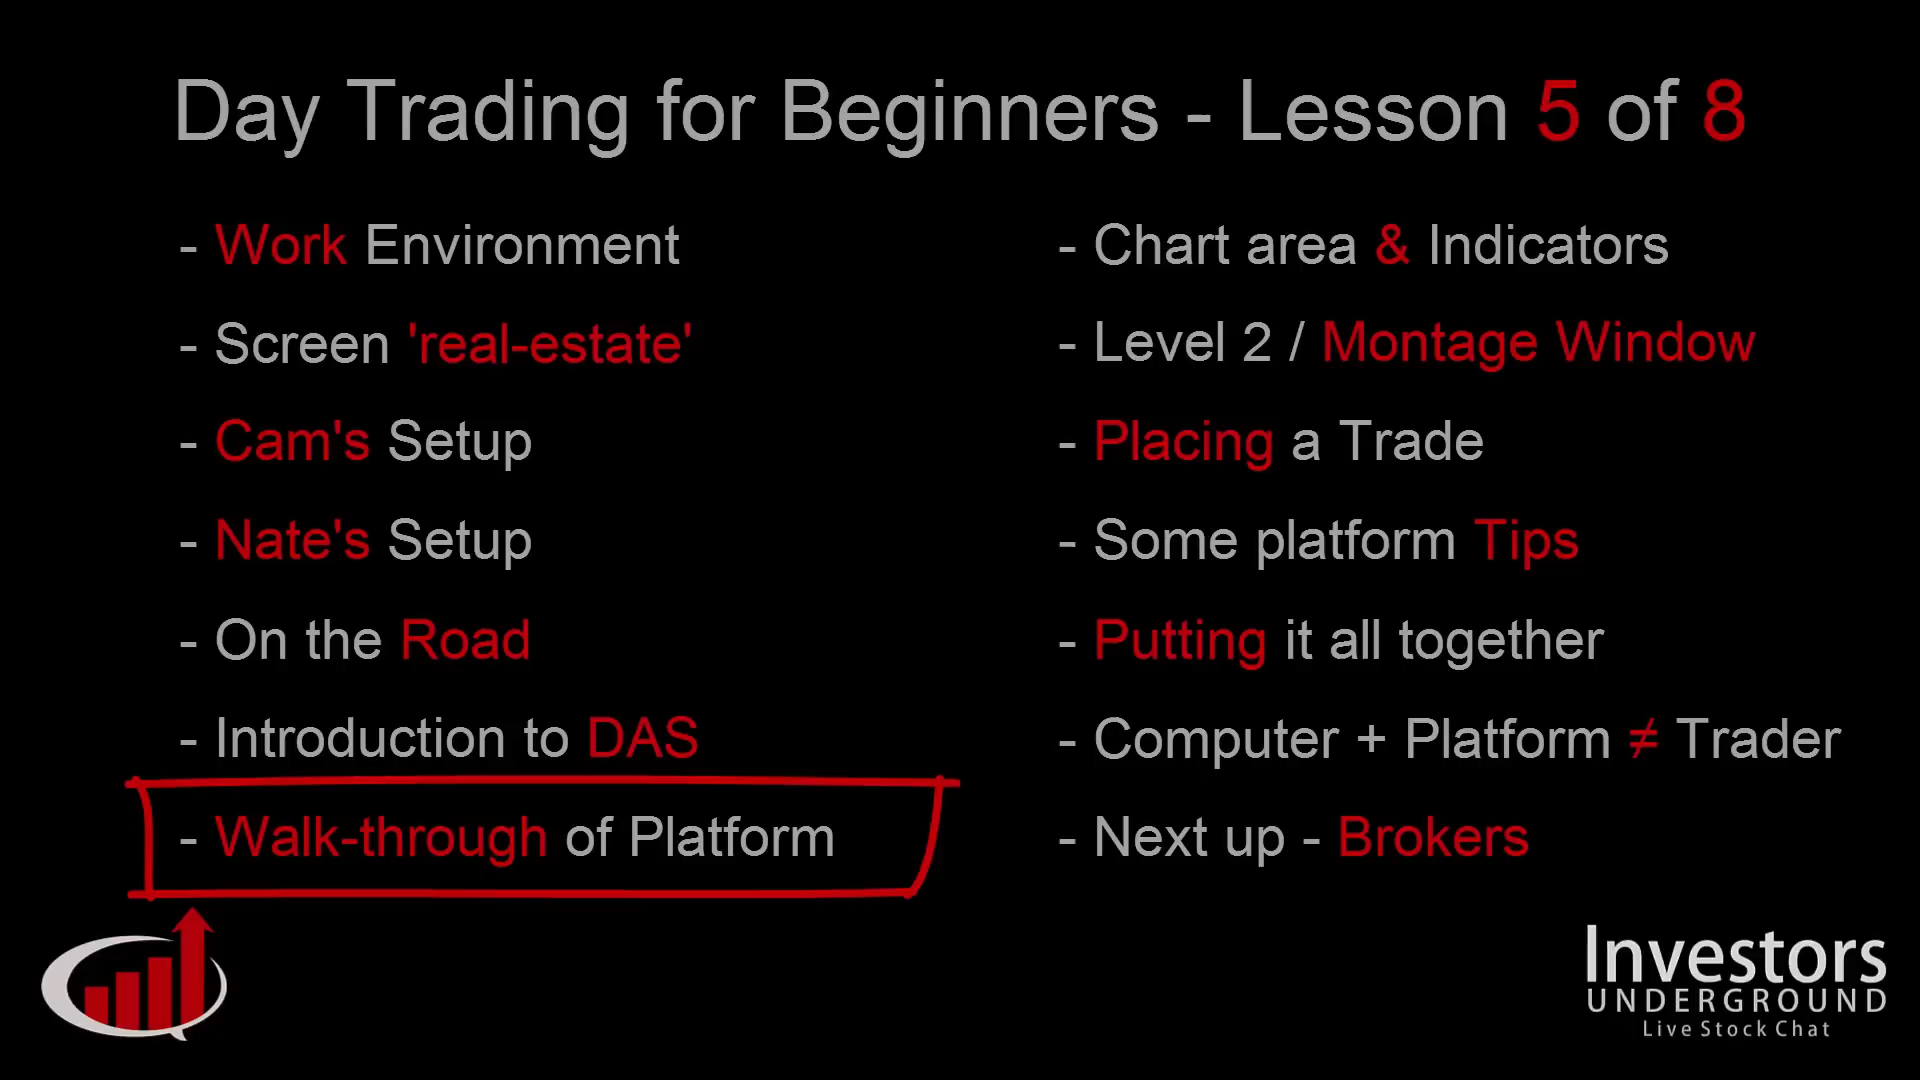 Day Trading for Beginners - Lesson 5 of 8
- Work Environment
- Screen 'real-estate'
- Cam's Setup
- Nate's Setup
- On the Road
- Introduction to DAS
- Walk-through of Platform
- Chart area & Indicators
- Level 2 / Montage Window
- Placing a Trade
- Some platform Tips
- Putting it all together
- Computer + Platform ≠ Trader
- Next up - Brokers
Investors
UNDERGROUND
Live Stock Chat